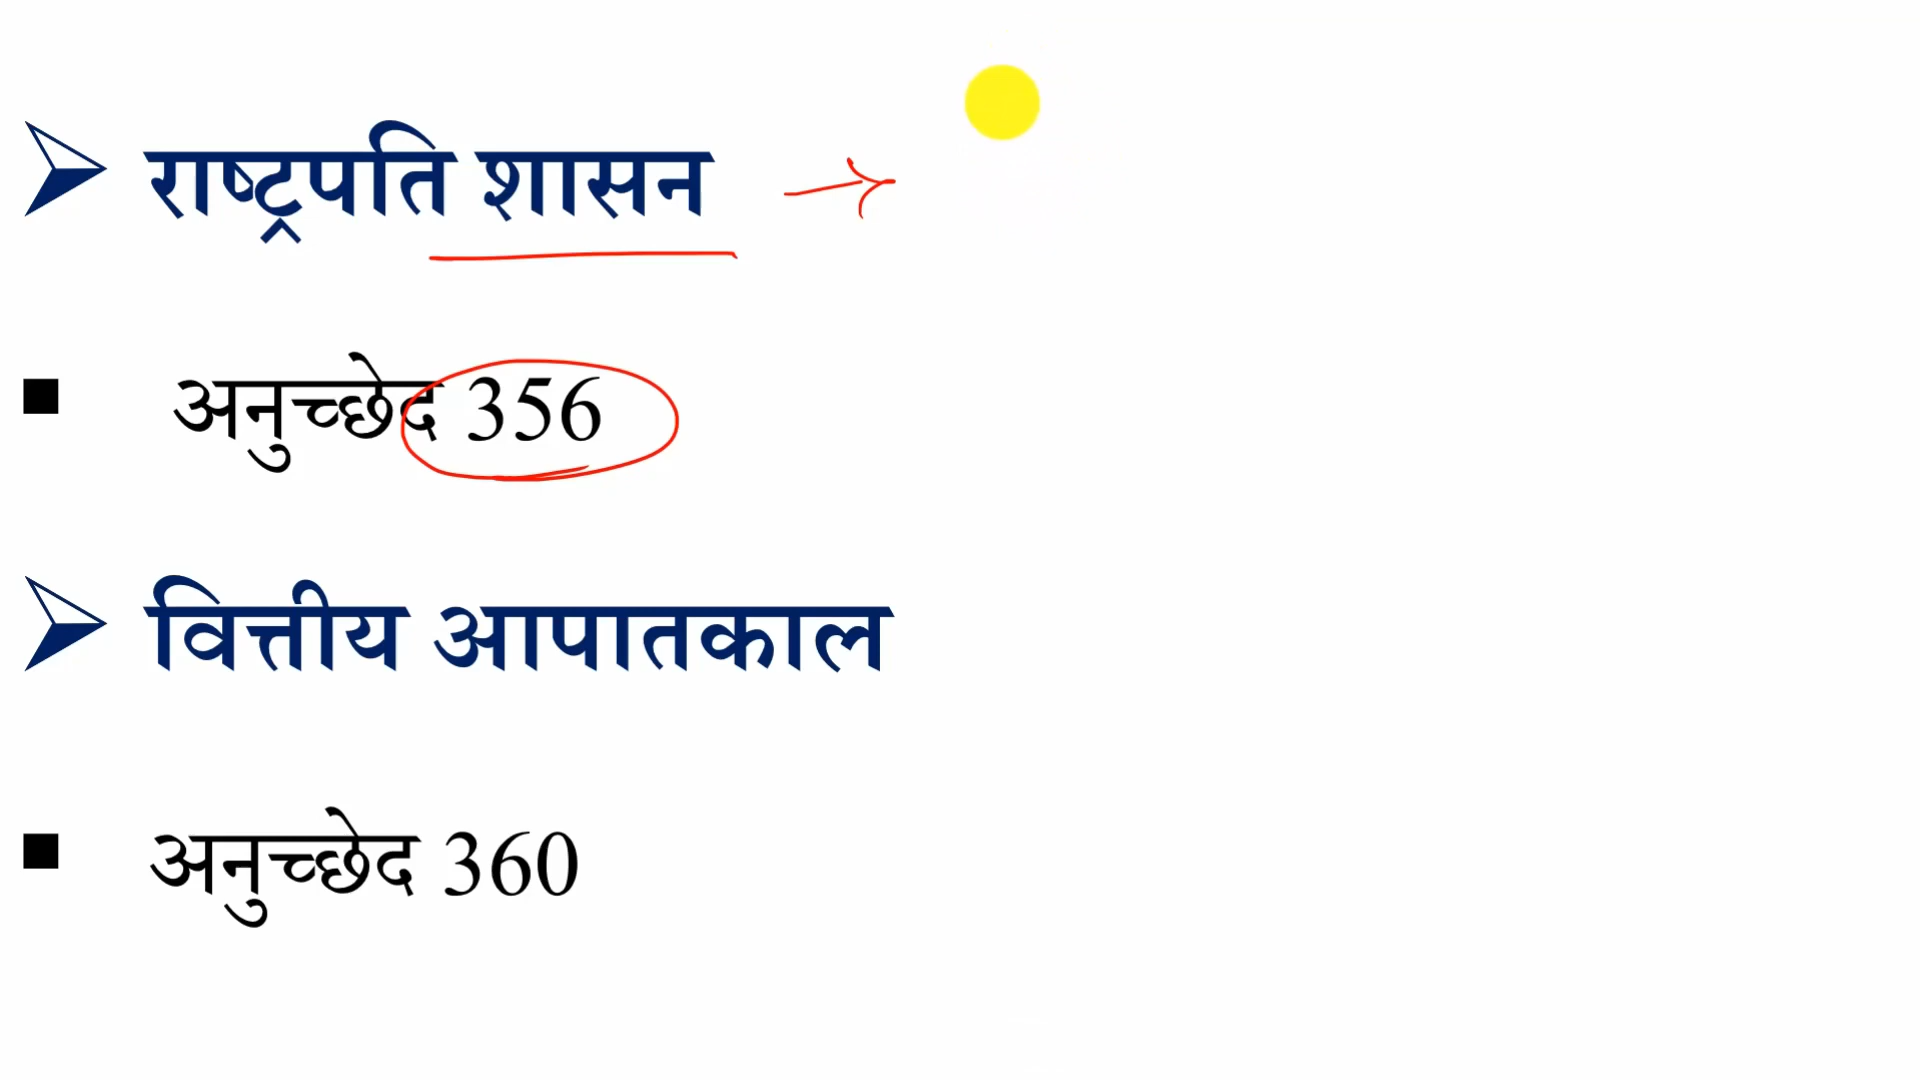 राष्ट्रपति शासन
अनुच्छेद 356
वित्तीय आपातकाल
अनुच्छेद 360